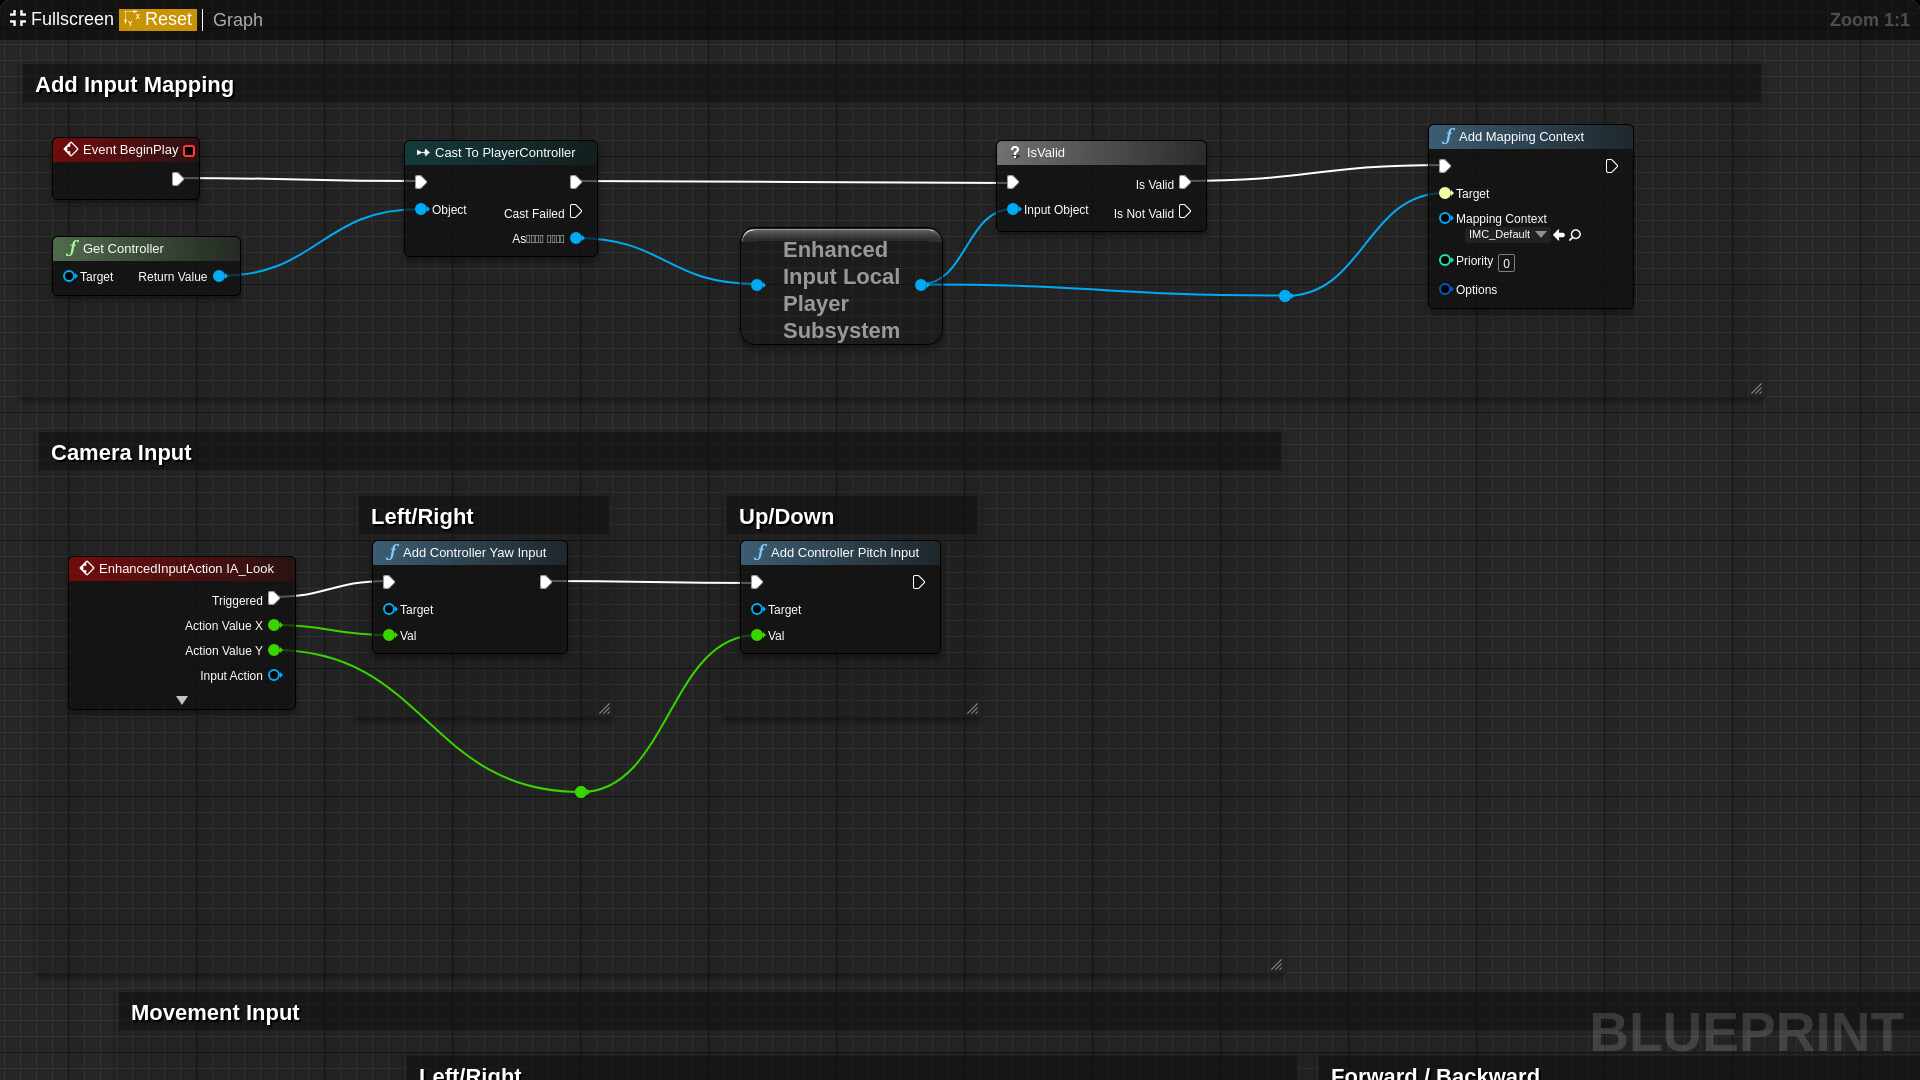 Fullscreen Reset Graph Zoom 1:1
Add Input Mapping
Event BeginPlay
Get Controller
Target Return Value
Cast To PlayerController
Object
Cast Failed
As
Enhanced
Input Local
Player
Subsystem
? IsValid
Is Valid
Input Object Is Not Valid
f Add Mapping Context
Target
Mapping Context
IMC_Default
Priority 0
Options
Camera Input
Left/Right
Up/Down
EnhancedInputAction IA_Look
Triggered
Action Value X
Action Value Y
Input Action
f Add Controller Yaw Input
Target
Val
f Add Controller Pitch Input
Target
Val
Movement Input
BLUEPRINT
Left/Right
Forward / Backward